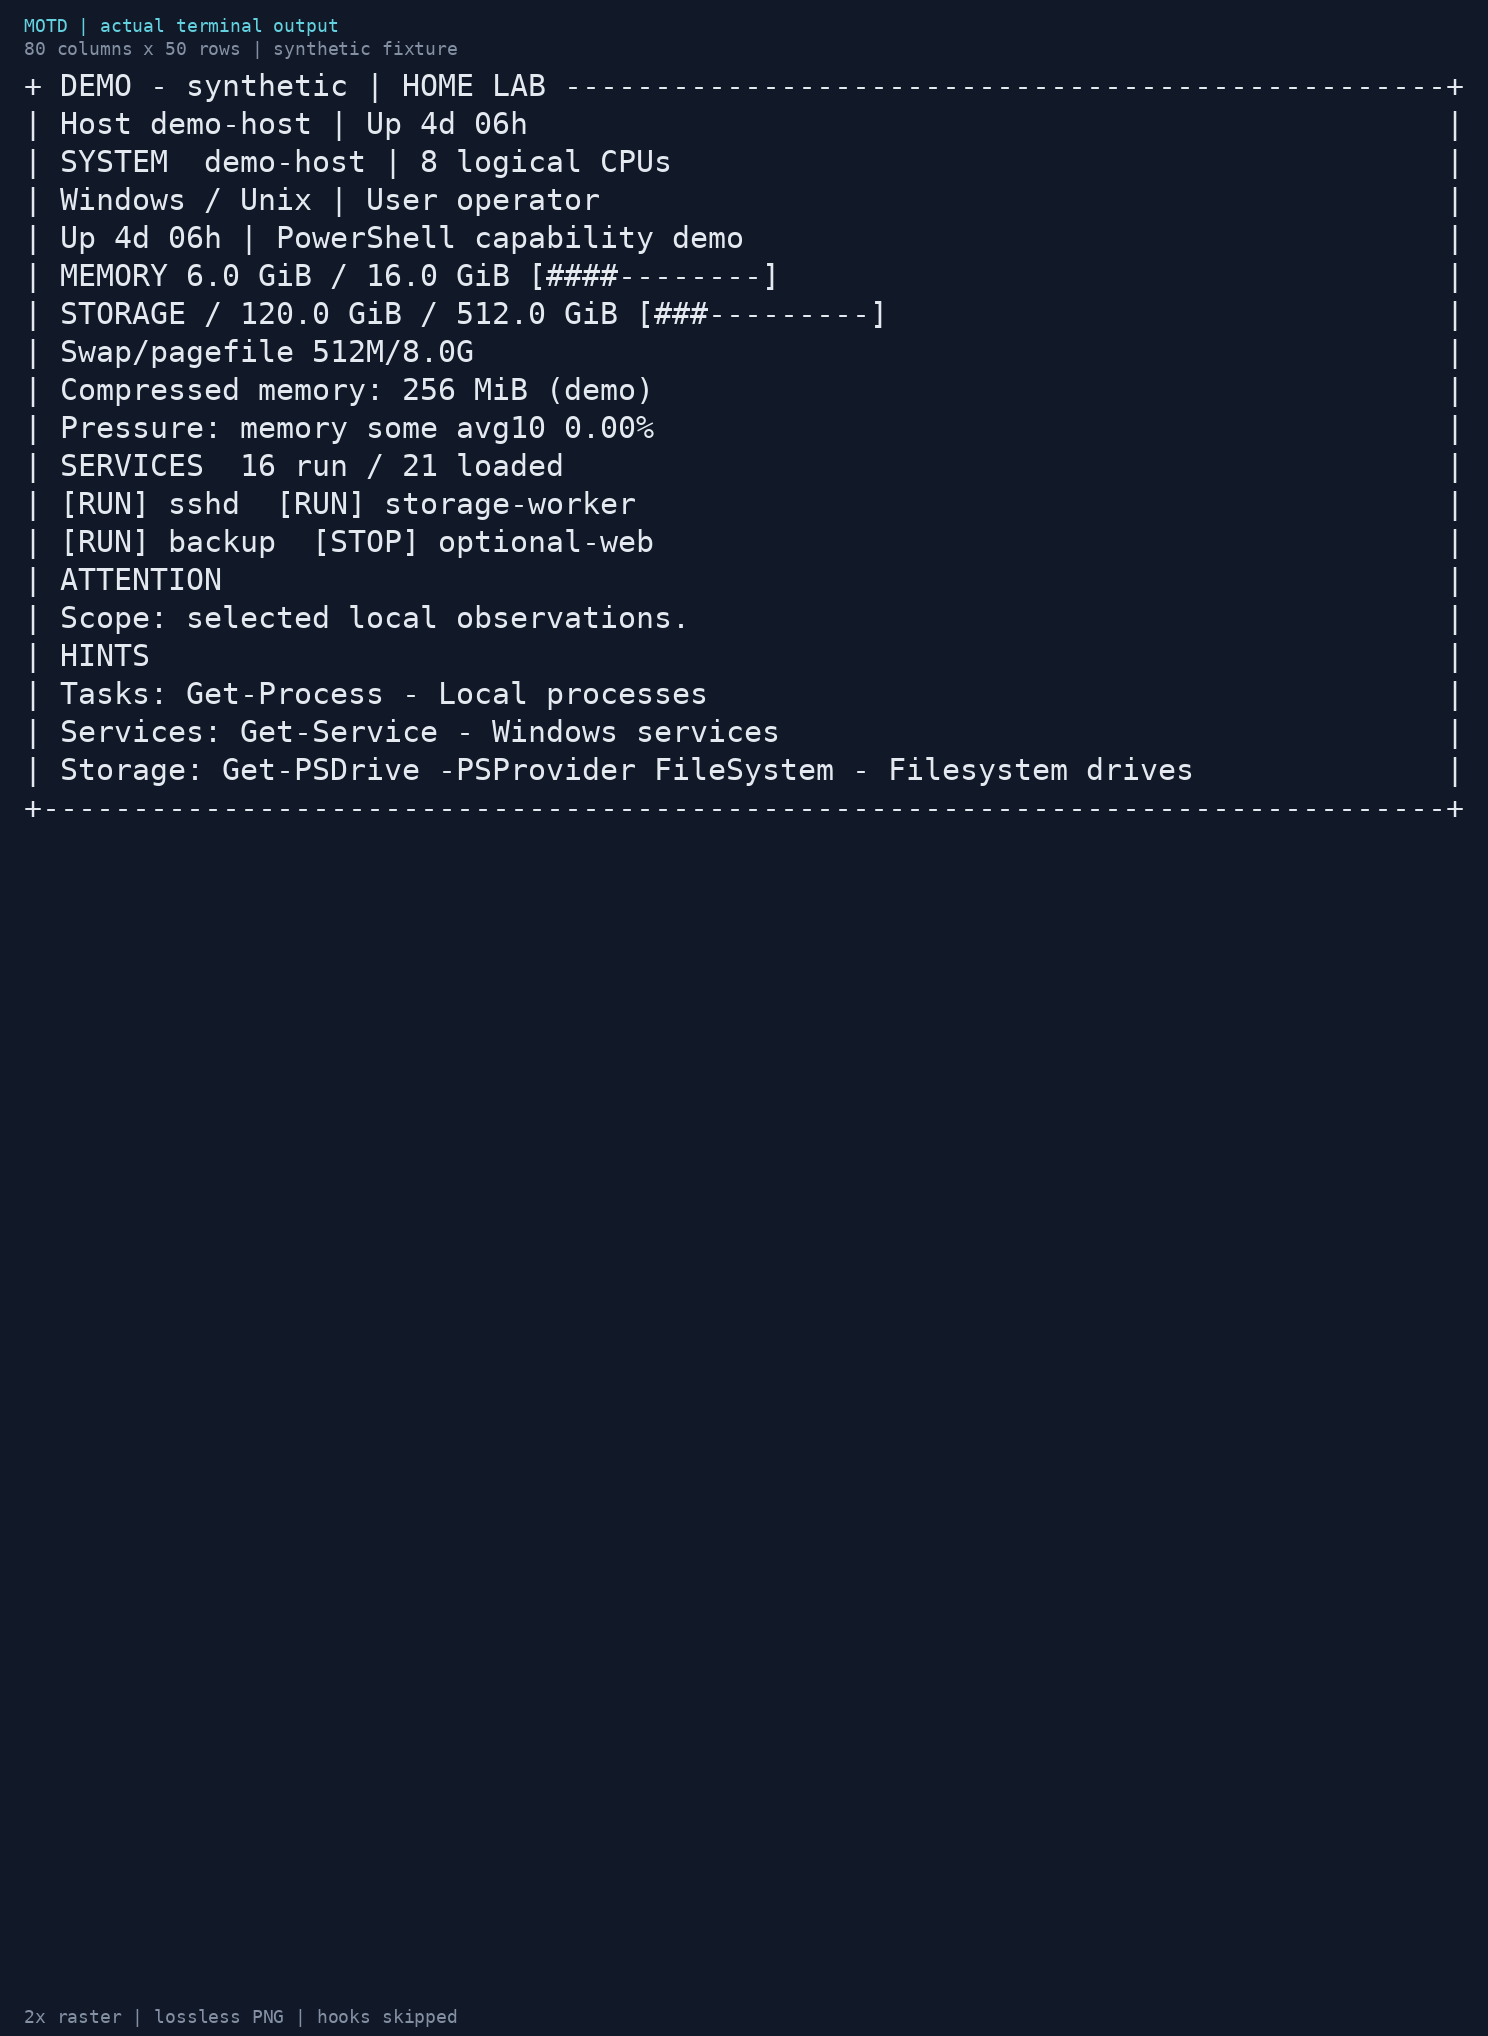 MOTD | actual terminal output
80 columns x 50 rows | synthetic fixture
+ DEMO - synthetic | HOME LAB -------------------------------------------------+
| Host demo-host | Up 4d 06h                                                   |
| SYSTEM  demo-host | 8 logical CPUs                                           |
| Windows / Unix | User operator                                               |
| Up 4d 06h | PowerShell capability demo                                       |
| MEMORY 6.0 GiB / 16.0 GiB [####--------]                                     |
| STORAGE / 120.0 GiB / 512.0 GiB [###---------]                               |
| Swap/pagefile 512M/8.0G                                                      |
| Compressed memory: 256 MiB (demo)                                            |
| Pressure: memory some avg10 0.00%                                            |
| SERVICES  16 run / 21 loaded                                                 |
| [RUN] sshd  [RUN] storage-worker                                             |
| [RUN] backup  [STOP] optional-web                                            |
| ATTENTION                                                                    |
| Scope: selected local observations.                                          |
| HINTS                                                                        |
| Tasks: Get-Process - Local processes                                         |
| Services: Get-Service - Windows services                                     |
| Storage: Get-PSDrive -PSProvider FileSystem - Filesystem drives              |
+------------------------------------------------------------------------------+
2x raster | lossless PNG | hooks skipped